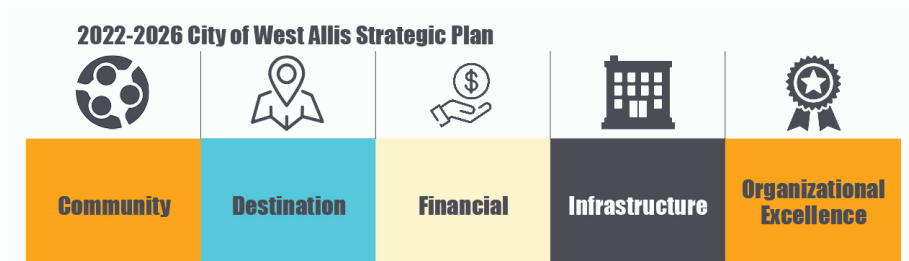 2022-2026 City of West Allis Strategic Plan
$
Community
Destination
Financial
Infrastructure
Organizational
Excellence